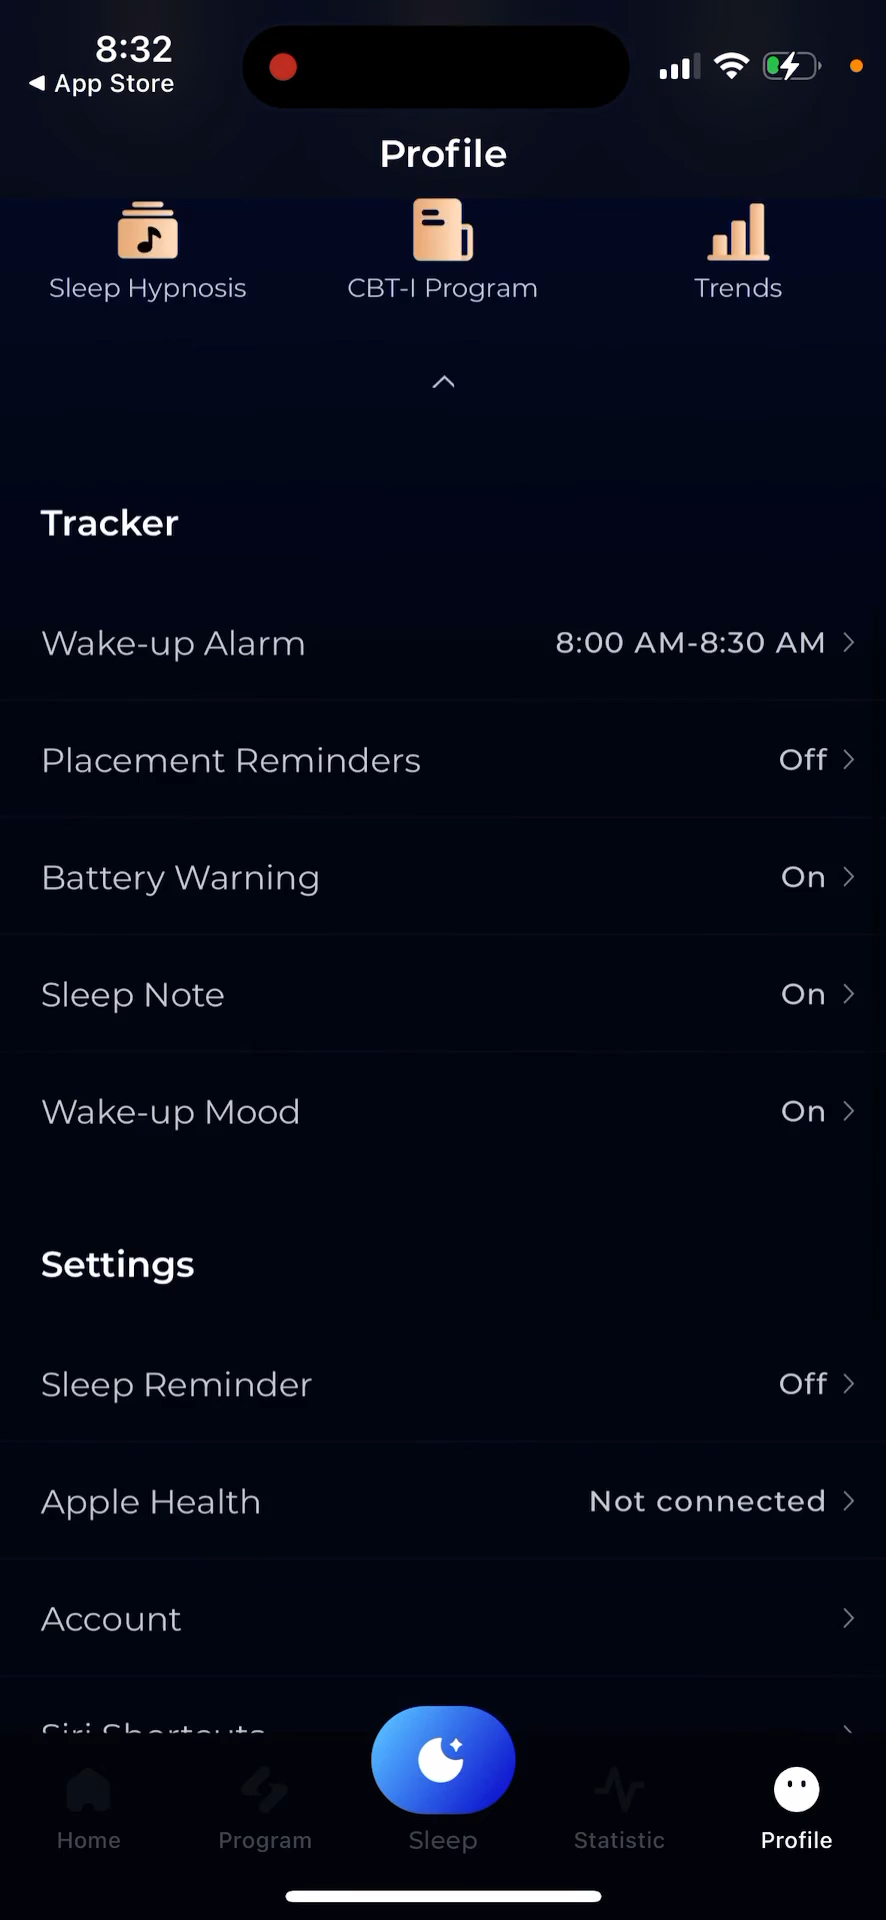 8:32
◀ App Store
Profile
Sleep Hypnosis
CBT-I Program
Trends
Tracker
Wake-up Alarm
8:00 AM-8:30 AM
Placement Reminders
Off
Battery Warning
On
Sleep Note
On
Wake-up Mood
On
Settings
Sleep Reminder
Off
Apple Health
Not connected
Account
Siri Shortcuts
Home
Program
Sleep
Statistic
Profile